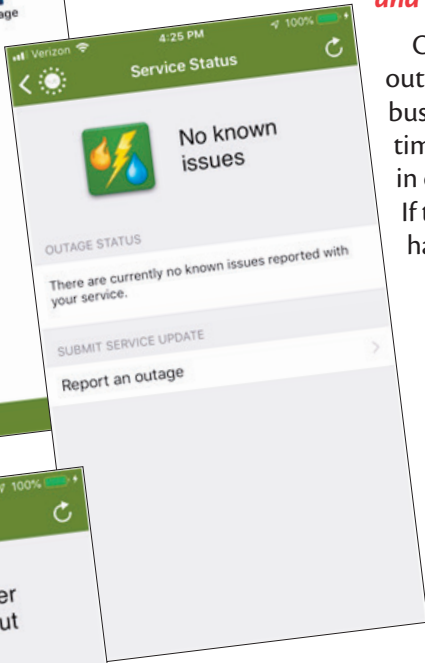 age
and
Verizon
4:25 PM
100%
Service Status
No known
issues
OUTAGE STATUS
There are currently no known issues reported with
your service.
SUBMIT SERVICE UPDATE
Report an outage
100%
er
ut
C
out
bus
tim
in
If t
ha